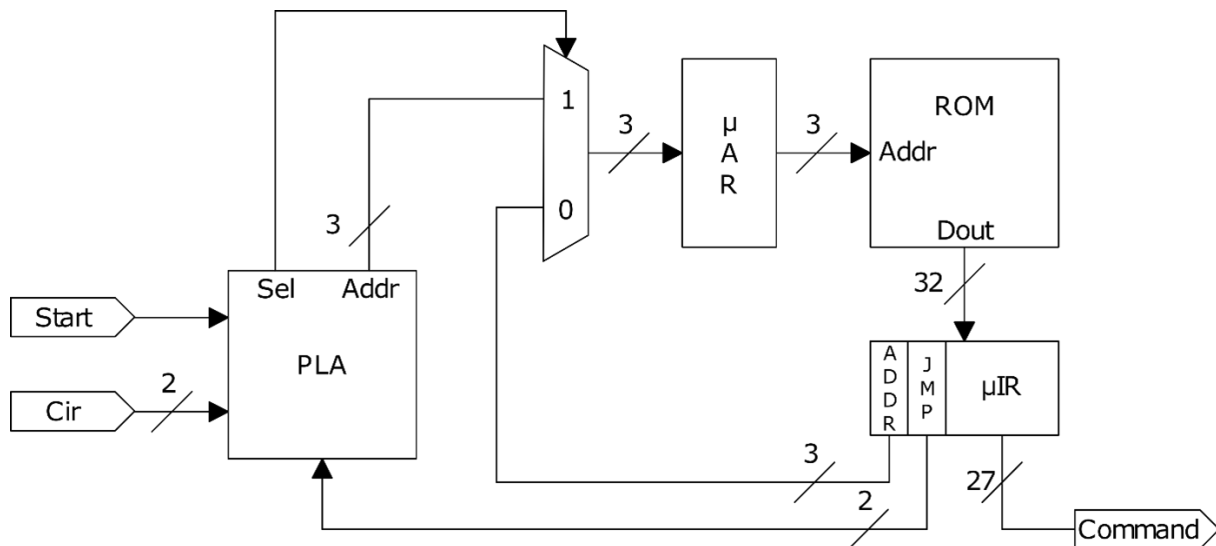 1
3
3
μ
A
R
ROM
Addr
Dout
0
3
32
Sel
Addr
Start
PLA
2
Cir
A
D
D
R
J
M
P
μIR
3
2
27
Command